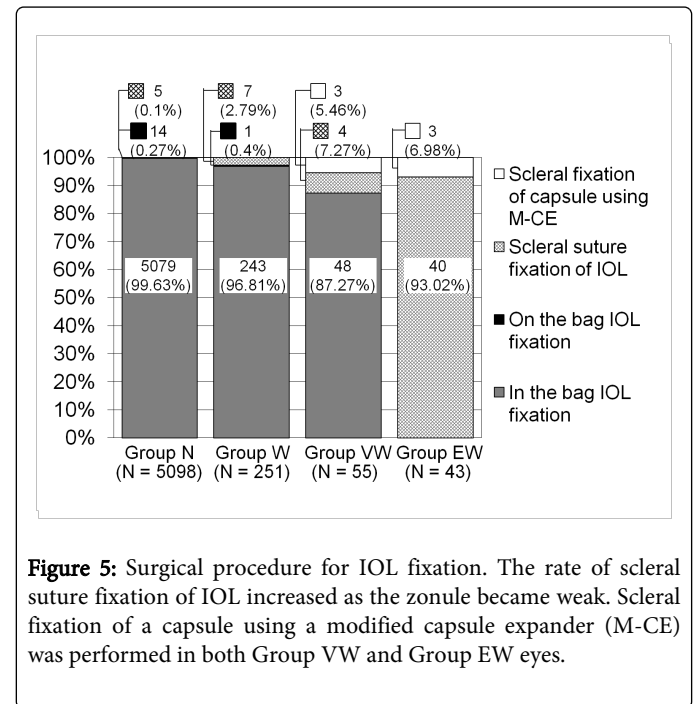 5 7 3
(0.1%) (2.79%) (5.46%)
14 1 4 3
(0.27%) (0.4%) (7.27%) (6.98%)
100%
90%
80%
70%
60%
50%
40%
30%
20%
10%
0%
5079 243 48 40
(99.63%) (96.81%) (87.27%) (93.02%)
Group N Group W Group VW Group EW
(N = 5098) (N = 251) (N = 55) (N = 43)
Scleral fixation
of capsule using
M-CE
Scleral suture
fixation of IOL
On the bag IOL
fixation
In the bag IOL
fixation
Figure 5: Surgical procedure for IOL fixation. The rate of scleral
suture fixation of IOL increased as the zonule became weak. Scleral
fixation of a capsule using a modified capsule expander (M-CE)
was performed in both Group VW and Group EW eyes.